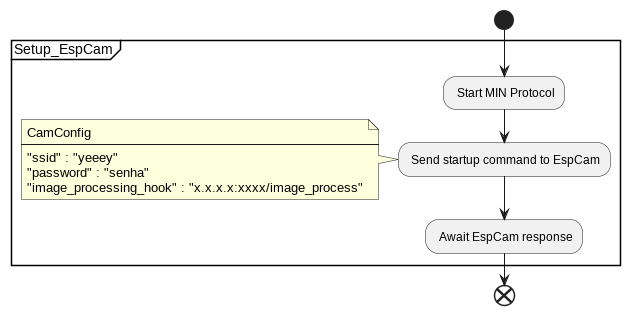 Setup_EspCam
Start MIN Protocol
CamConfig
"ssid" : "yeeey"
"password" : "senha"
"image_processing_hook" : "x.x.x.x:xxxx/image_process"
Send startup command to EspCam
Await EspCam response